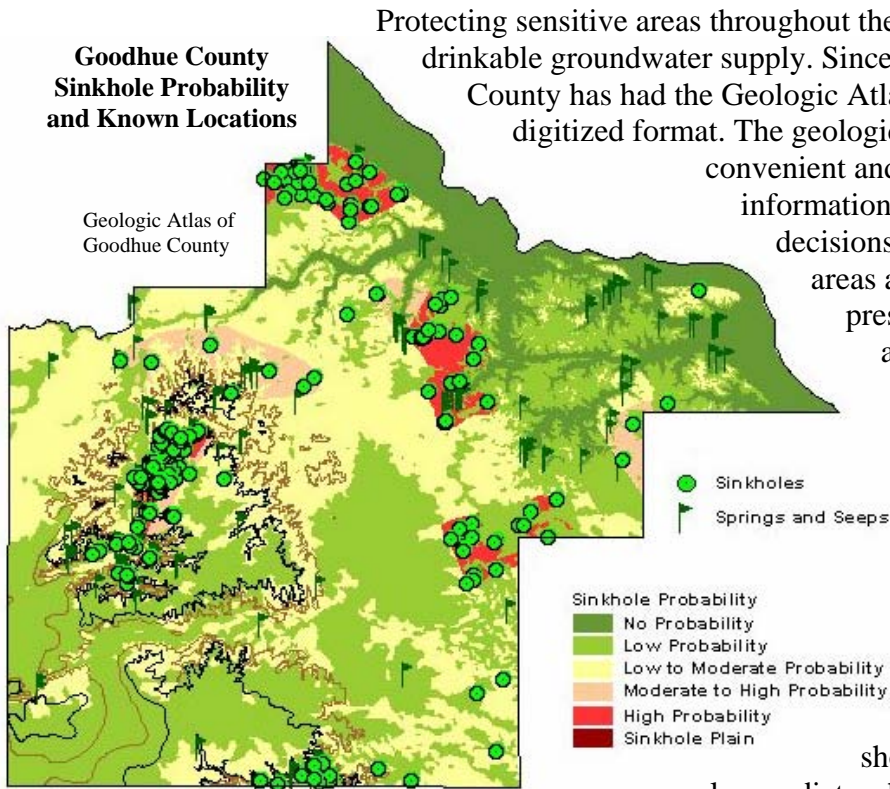 Protecting sensitive areas throughout the
drinkable groundwater supply. Since
County has had the Geologic Atla
digitized format. The geologic
convenient and
information
decisions
areas a
pres
a
Goodhue County
Sinkhole Probability
and Known Locations
Geologic Atlas of
Goodhue County
Sinkholes
Springs and Seeps
Sinkhole Probability
No Probability
Low Probability
Low to Moderate Probability
Moderate to High Probability
High Probability
Sinkhole Plain
sho